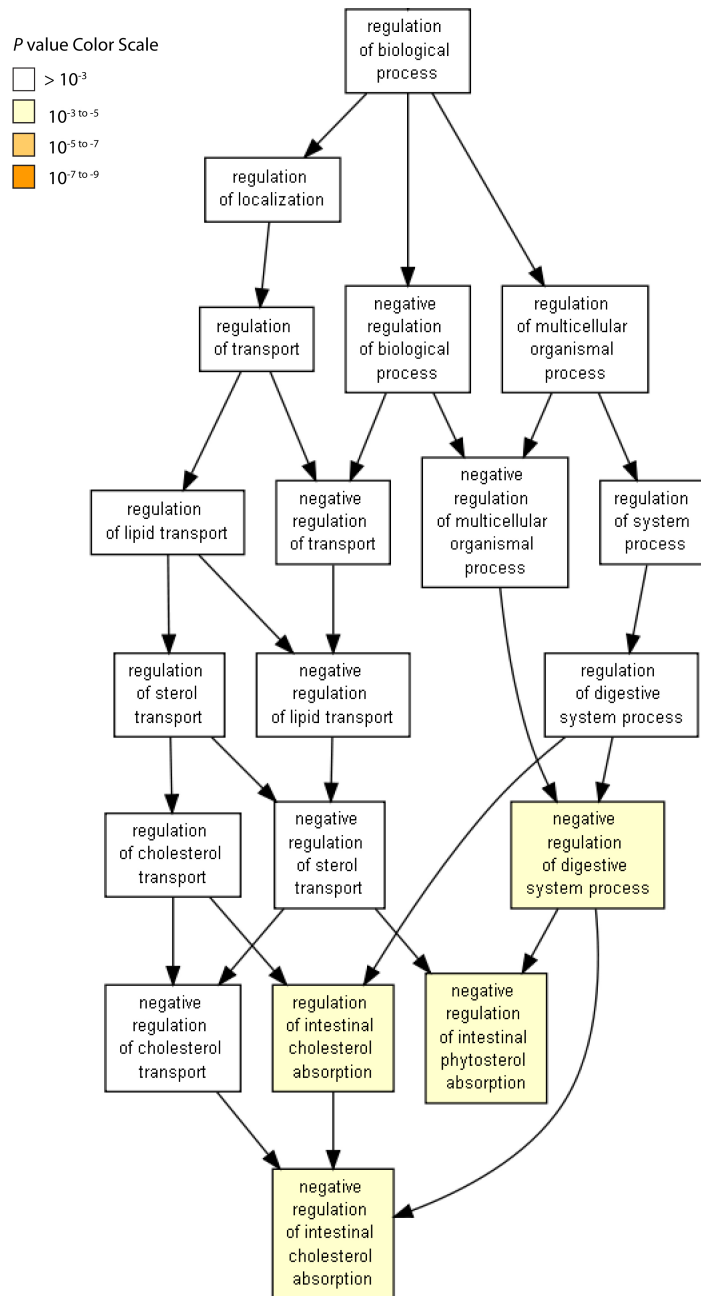 P value Color Scale
> 10⁻³
10⁻³ ᵗᵒ ⁻⁵
10⁻⁵ ᵗᵒ ⁻⁷
10⁻⁷ ᵗᵒ ⁻⁹
regulation
of biological
process
regulation
of localization
regulation
of transport
negative
regulation
of biological
process
regulation
of multicellular
organismal
process
regulation
of lipid transport
negative
regulation
of transport
negative
regulation
of multicellular
organismal
process
regulation
of system
process
regulation
of sterol
transport
negative
regulation
of lipid transport
regulation
of digestive
system process
regulation
of cholesterol
transport
negative
regulation
of sterol
transport
negative
regulation
of digestive
system process
negative
regulation
of cholesterol
transport
regulation
of intestinal
cholesterol
absorption
negative
regulation
of intestinal
phytosterol
absorption
negative
regulation
of intestinal
cholesterol
absorption